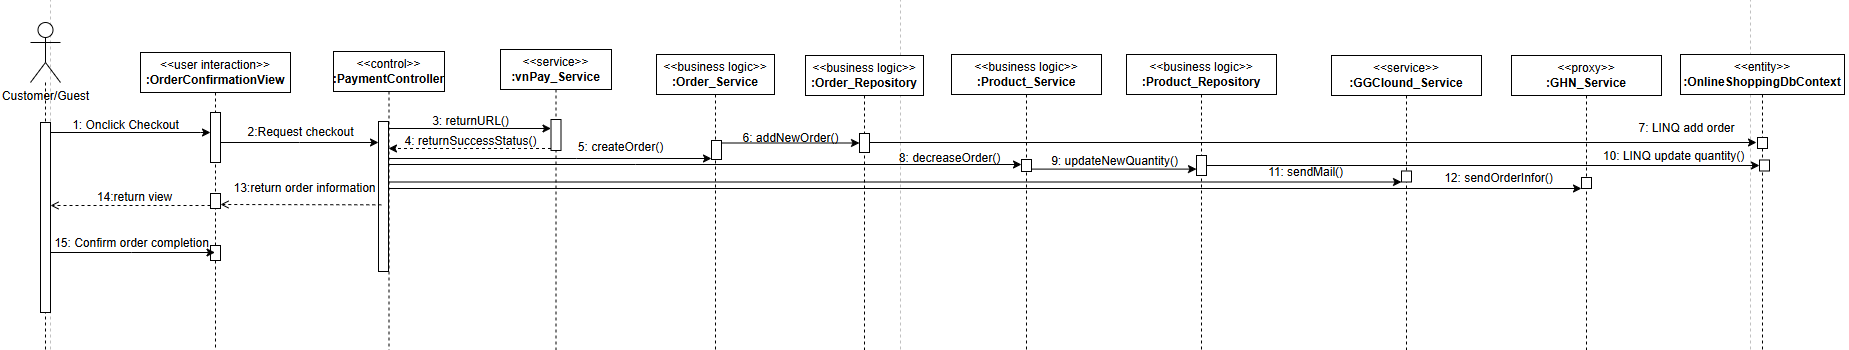 Customer/Guest
<<user interaction>>
:OrderConfirmationView
<<control>>
:PaymentController
<<service>>
:vnPay_Service
<<business logic>>
:Order_Service
<<business logic>>
:Order_Repository
<<business logic>>
:Product_Service
<<business logic>>
:Product_Repository
<<service>>
:GGClound_Service
<<proxy>>
:GHN_Service
<<entity>>
:OnlineShoppingDbContext
1: Onclick Checkout
2:Request checkout
3: returnURL()
4: returnSuccessStatus()
5: createOrder()
6: addNewOrder()
7: LINQ add order
8: decreaseOrder()
9: updateNewQuantity()
10: LINQ update quantity()
11: sendMail()
12: sendOrderInfor()
13:return order information
14:return view
15: Confirm order completion